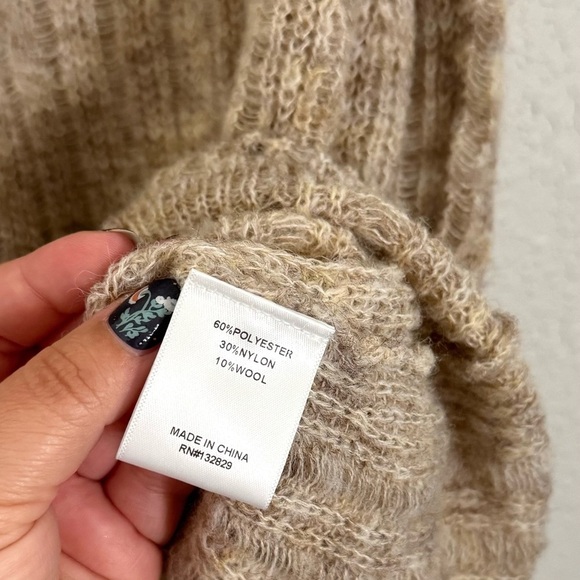 60%POLYESTER
30%NYLON
10%WOOL
MADE IN CHINA
RN#132829